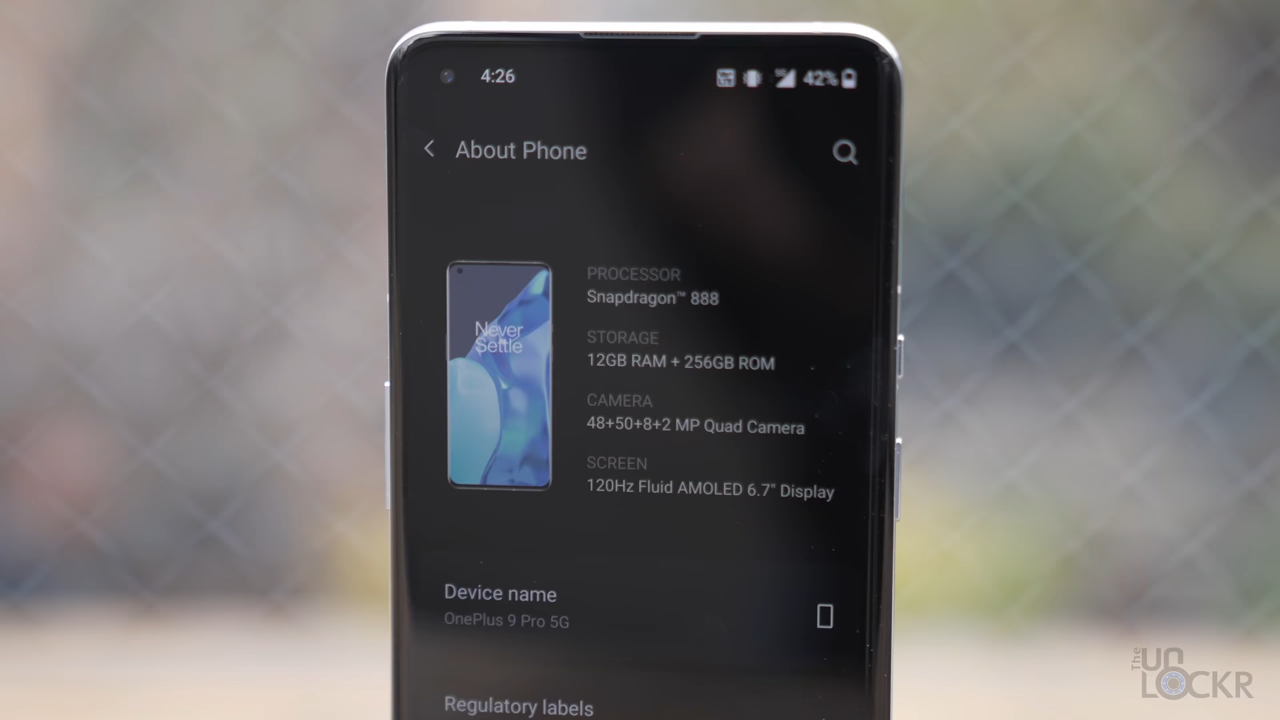 4:26
42%
About Phone
Never
Settle
PROCESSOR
Snapdragon™ 888
STORAGE
12GB RAM + 256GB ROM
CAMERA
48+50+8+2 MP Quad Camera
SCREEN
120Hz Fluid AMOLED 6.7" Display
Device name
OnePlus 9 Pro 5G
Regulatory labels
The
UN
LOCKR